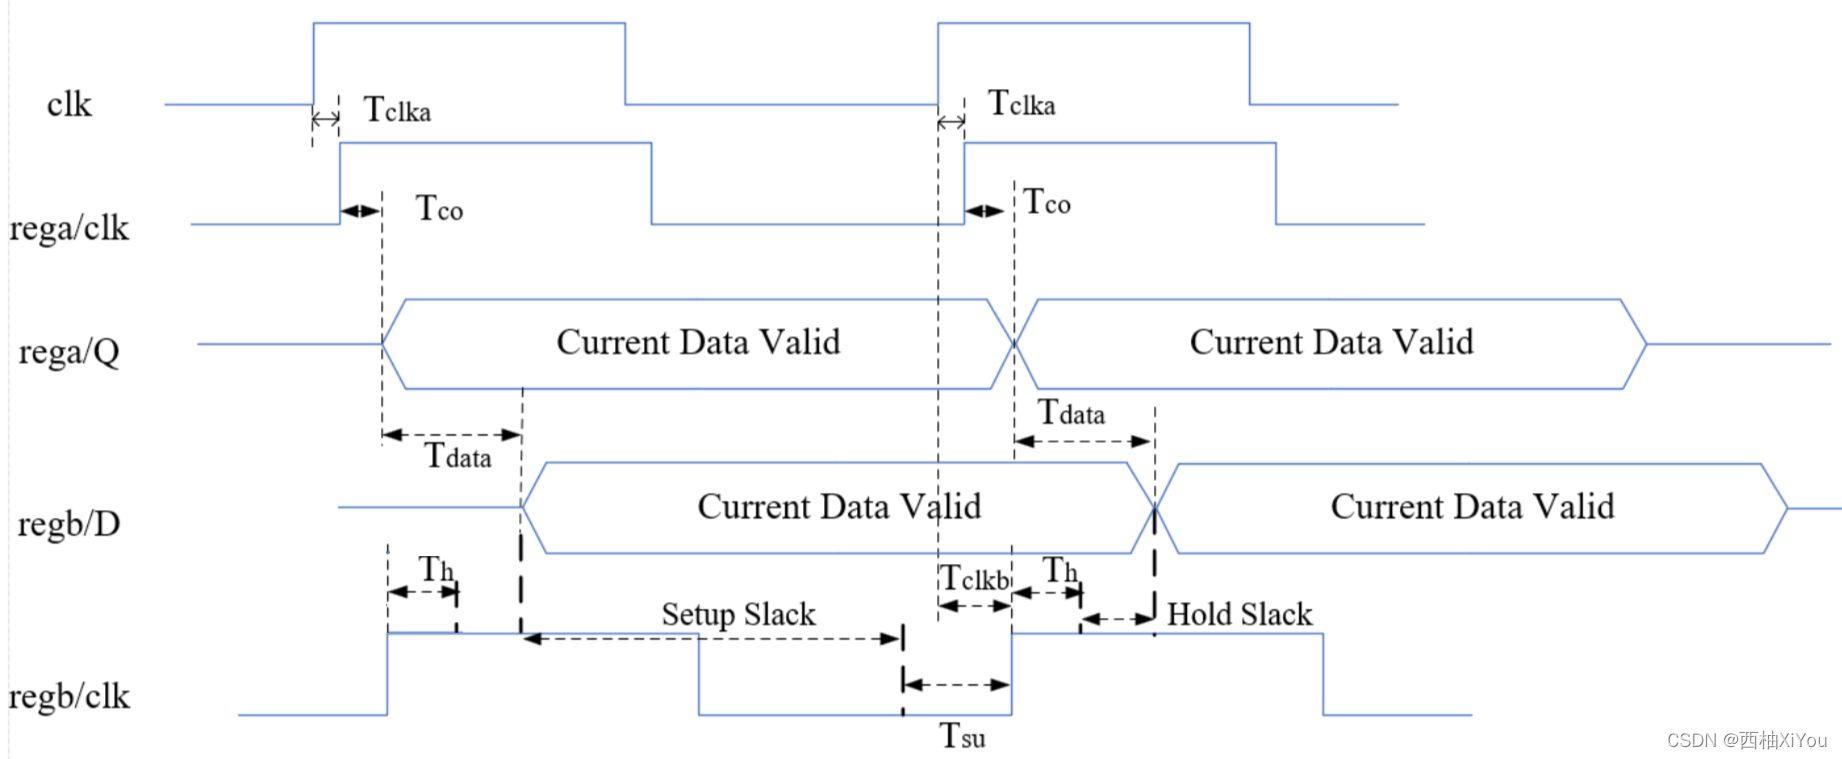 clk
Tclka
Tclka
rega/clk
Tco
Tco
rega/Q
Current Data Valid
Current Data Valid
Tdata
Tdata
regb/D
Current Data Valid
Current Data Valid
Th
Tclkb
Th
Setup Slack
Hold Slack
regb/clk
Tsu
CSDN @西柚XiYou